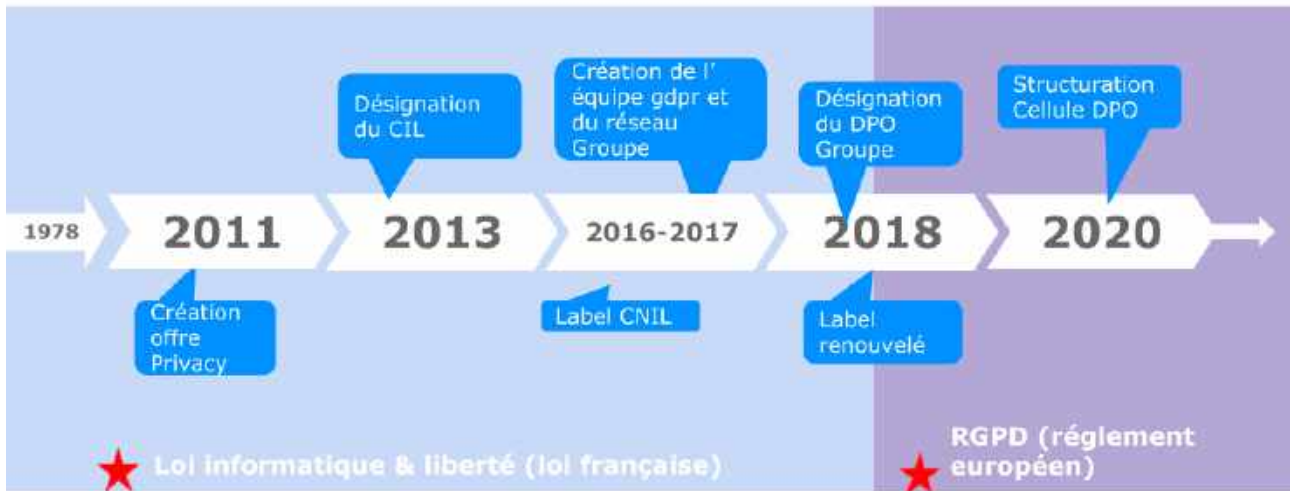 Désignation
du CIL
Création de l'
équipe gdpr et
du réseau
Groupe
Désignation
du DPO
Groupe
Structuration
Cellule DPO
1978
2011
2013
2016-2017
2018
2020
Création
offre
Privacy
Label CNIL
Label
renouvelé
Loi informatique & liberté (loi française)
RGPD (réglement
européen)